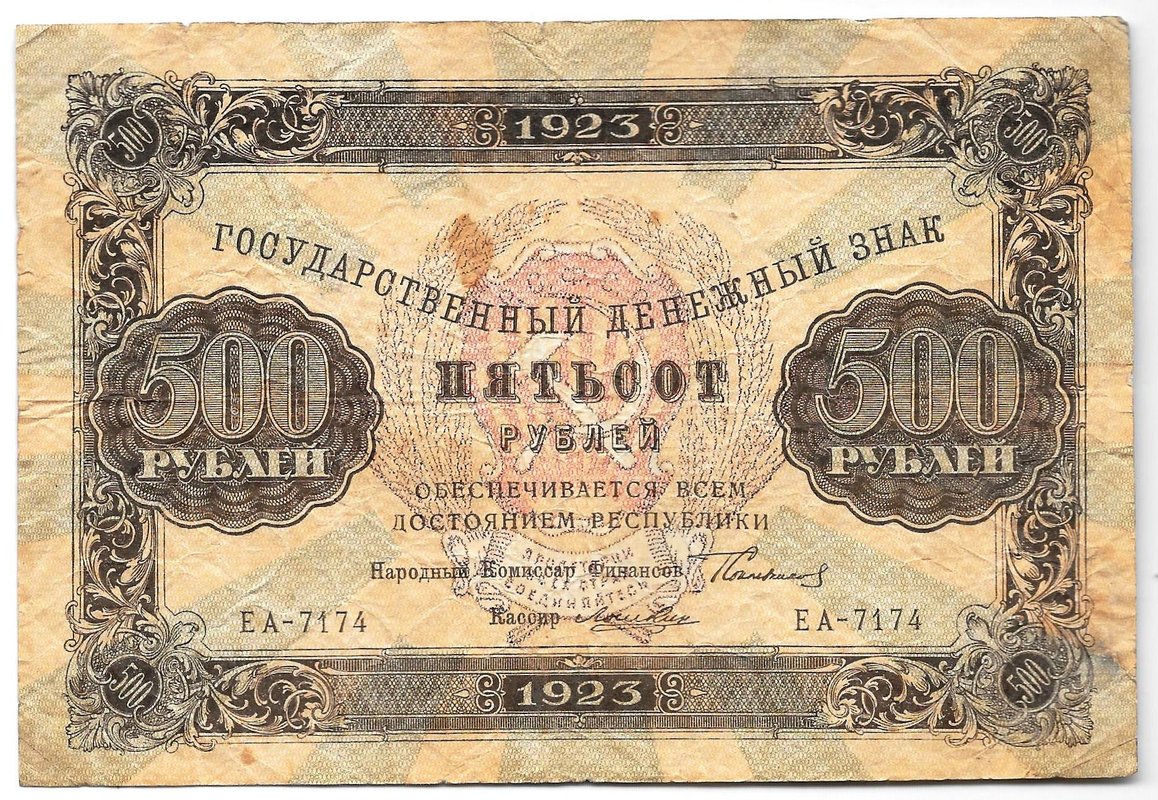 500 1923 500
ГОСУДАРСТВЕННЫЙ ДЕНЕЖНЫЙ ЗНАК
500
РУБЛЕЙ
ПЯТЬСОТ
РУБЛЕЙ
500
РУБЛЕЙ
ОБЕСПЕЧИВАЕТСЯ ВСЕМ
ДОСТОЯНИЕМ РЕСПУБЛИКИ
Народный Комиссар Финансов
СОЕДИНЯЙТЕСЬ
Кассир
ЕА-7174 ЕА-7174
500 1923 500